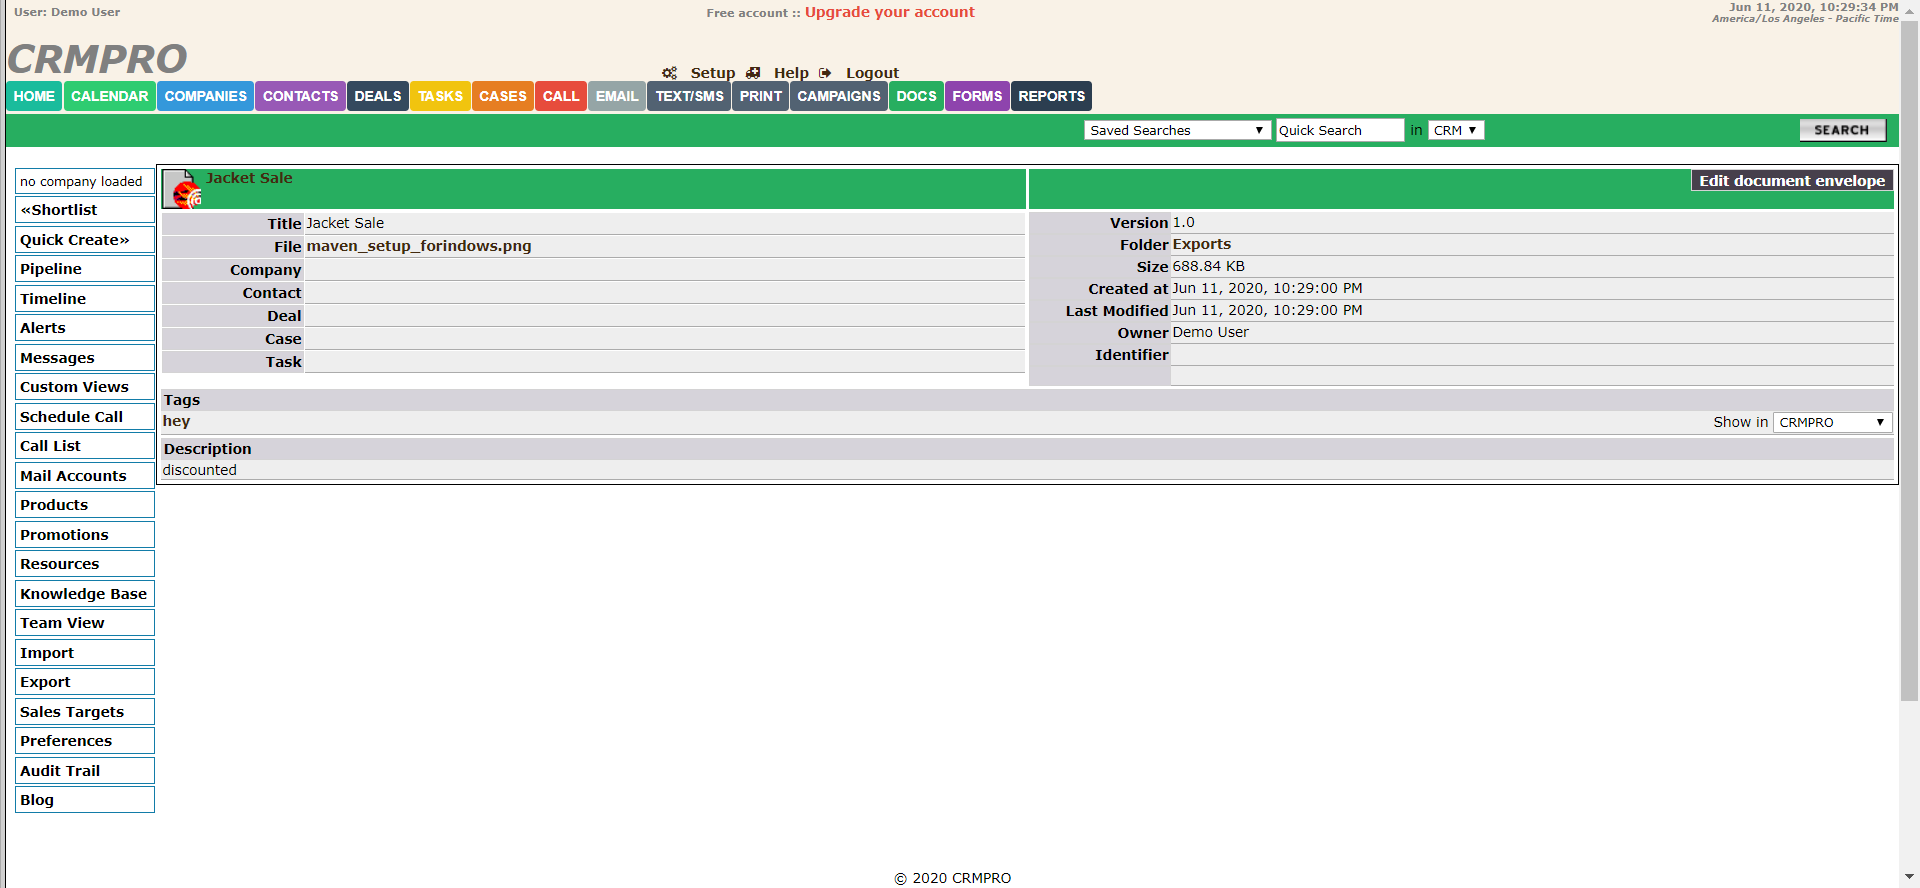 User: Demo User
Free account :: Upgrade your account
Jun 11, 2020, 10:29:34 PM
America/Los Angeles - Pacific Time
CRMPRO
Setup Help Logout
HOME CALENDAR COMPANIES CONTACTS DEALS TASKS CASES CALL EMAIL TEXT/SMS PRINT CAMPAIGNS DOCS FORMS REPORTS
Saved Searches Quick Search in CRM SEARCH
no company loaded
«Shortlist
Quick Create»
Pipeline
Timeline
Alerts
Messages
Custom Views
Schedule Call
Call List
Mail Accounts
Products
Promotions
Resources
Knowledge Base
Team View
Import
Export
Sales Targets
Preferences
Audit Trail
Blog
Jacket Sale
Edit document envelope
Title Jacket Sale
File maven_setup_forindows.png
Company
Contact
Deal
Case
Task
Version 1.0
Folder Exports
Size 688.84 KB
Created at Jun 11, 2020, 10:29:00 PM
Last Modified Jun 11, 2020, 10:29:00 PM
Owner Demo User
Identifier
Tags
hey
Show in CRMPRO
Description
discounted
© 2020 CRMPRO